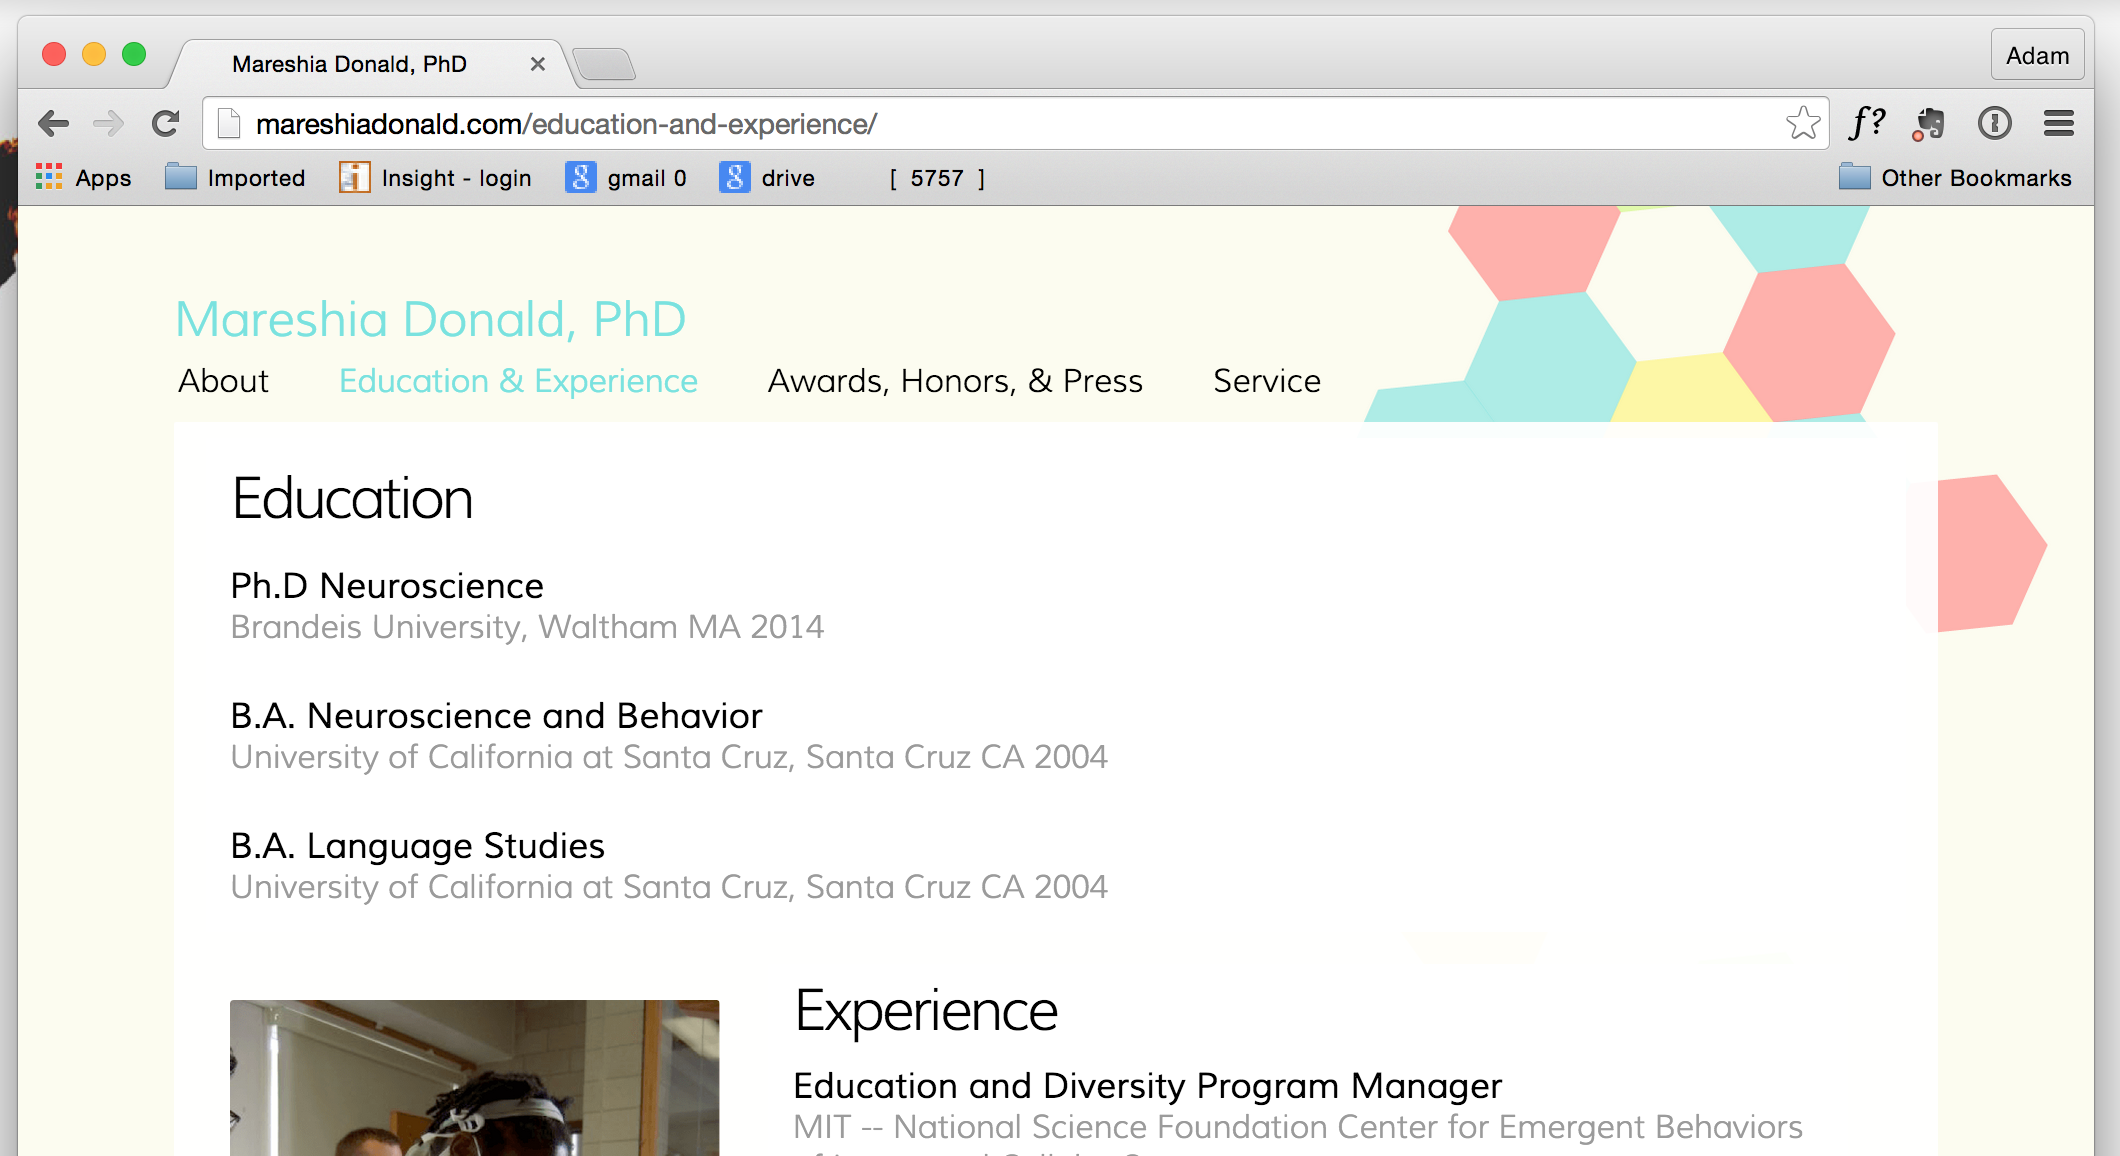 Mareshia Donald, PhD
Adam
mareshiadonald.com/education-and-experience/
f?
Apps Imported Insight - login gmail 0 drive [ 5757 ] Other Bookmarks
Mareshia Donald, PhD
About Education & Experience Awards, Honors, & Press Service
Education
Ph.D Neuroscience
Brandeis University, Waltham MA 2014
B.A. Neuroscience and Behavior
University of California at Santa Cruz, Santa Cruz CA 2004
B.A. Language Studies
University of California at Santa Cruz, Santa Cruz CA 2004
Experience
Education and Diversity Program Manager
MIT -- National Science Foundation Center for Emergent Behaviors